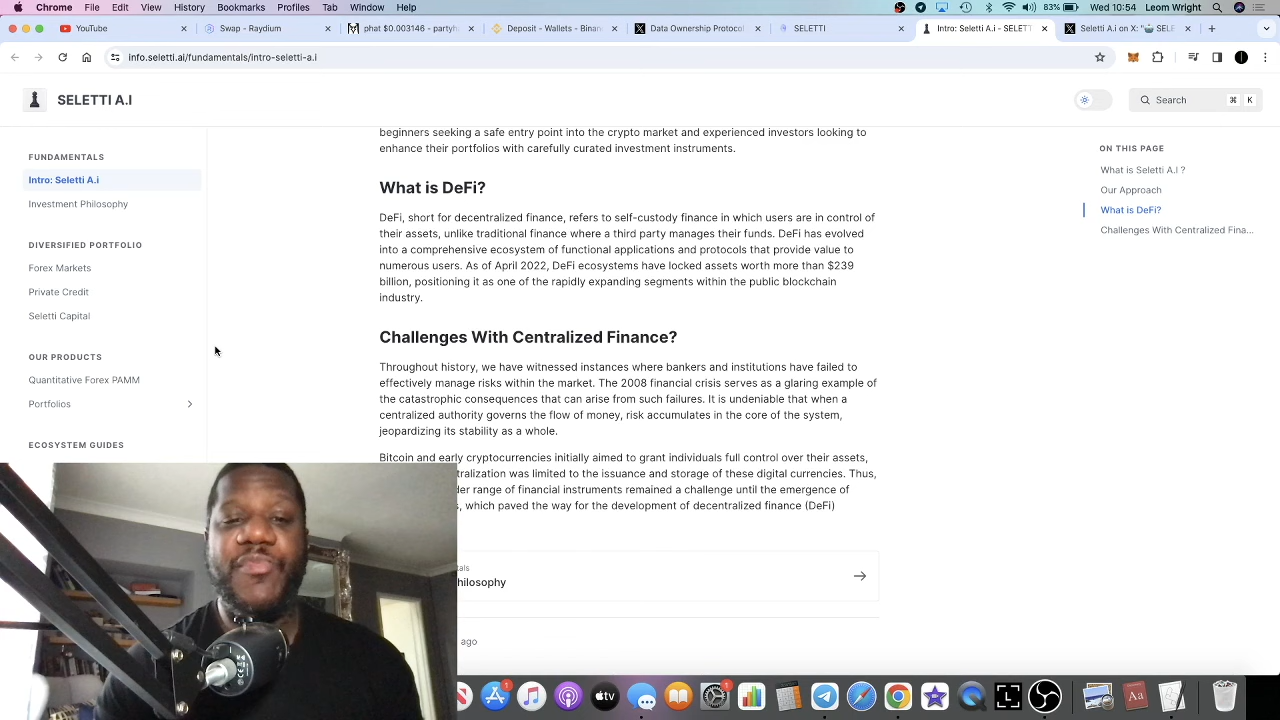 Chrome File Edit View History Bookmarks Profiles Tab Window Help
83% Wed 10:54 Leom Wright
YouTube
Swap - Raydium
phat $0.003146 - partyh
Deposit - Wallets - Binan
Data Ownership Protocol
SELETTI
Intro: Seletti A.i - SELETT
Seletti A.i on X: " SELE
info.seletti.ai/fundamentals/intro-seletti-a.i
SELETTI A.I
Search
⌘ K
FUNDAMENTALS
Intro: Seletti A.i
Investment Philosophy
DIVERSIFIED PORTFOLIO
Forex Markets
Private Credit
Seletti Capital
OUR PRODUCTS
Quantitative Forex PAMM
Portfolios
ECOSYSTEM GUIDES
beginners seeking a safe entry point into the crypto market and experienced investors looking to
enhance their portfolios with carefully curated investment instruments.
What is DeFi?
DeFi, short for decentralized finance, refers to self-custody finance in which users are in control of
their assets, unlike traditional finance where a third party manages their funds. DeFi has evolved
into a comprehensive ecosystem of functional applications and protocols that provide value to
numerous users. As of April 2022, DeFi ecosystems have locked assets worth more than $239
billion, positioning it as one of the rapidly expanding segments within the public blockchain
industry.
Challenges With Centralized Finance?
Throughout history, we have witnessed instances where bankers and institutions have failed to
effectively manage risks within the market. The 2008 financial crisis serves as a glaring example of
the catastrophic consequences that can arise from such failures. It is undeniable that when a
centralized authority governs the flow of money, risk accumulates in the core of the system,
jeopardizing its stability as a whole.
Bitcoin and early cryptocurrencies initially aimed to grant individuals full control over their assets,
tralization was limited to the issuance and storage of these digital currencies. Thus,
der range of financial instruments remained a challenge until the emergence of
s, which paved the way for the development of decentralized finance (DeFi)
tals
hilosophy
ago
ON THIS PAGE
What is Seletti A.I ?
Our Approach
What is DeFi?
Challenges With Centralized Fina...
1
tv
1
Aa